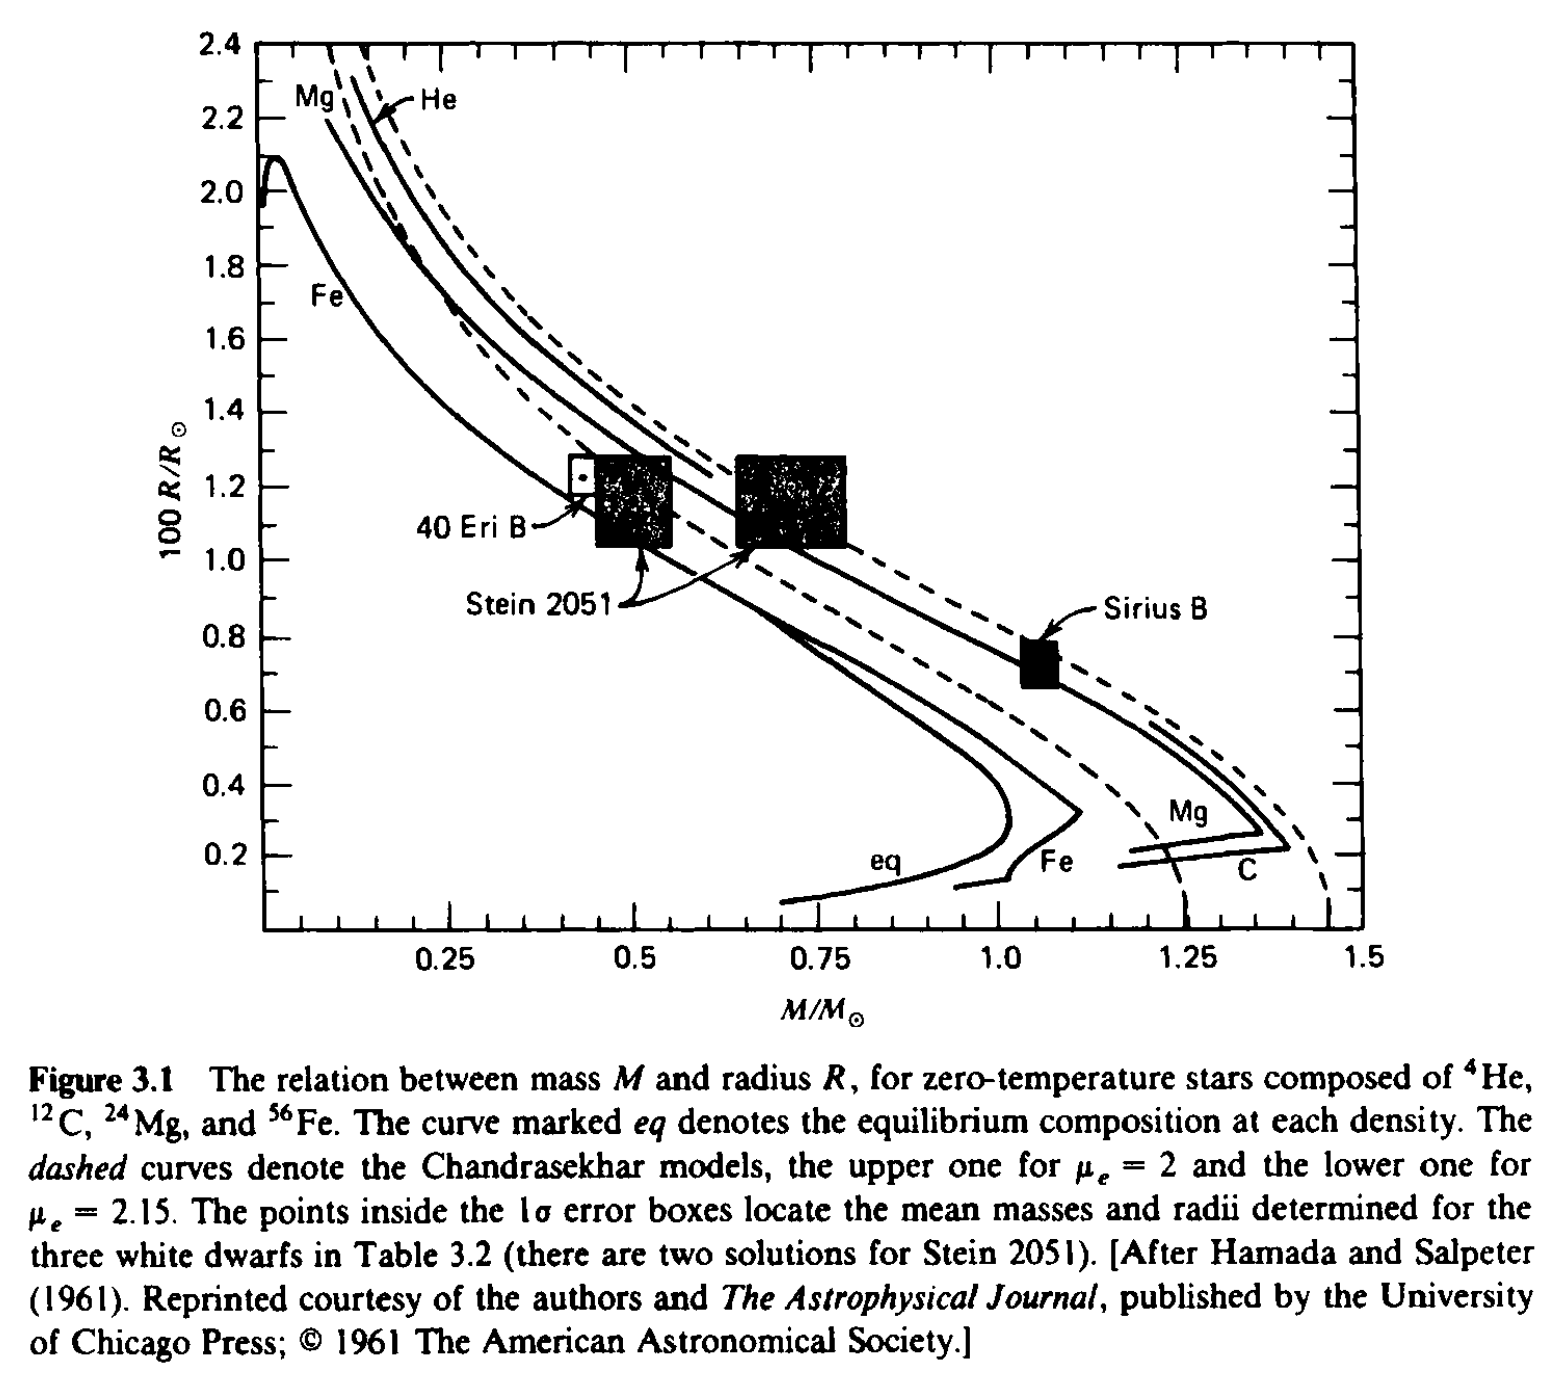 2.4
2.2
2.0
1.8
1.6
1.4
1.2
1.0
0.8
0.6
0.4
0.2
100 R/R☉
Mg
He
Fe
40 Eri B
Stein 2051
Sirius B
Mg
C
eq
Fe
0.25 0.5 0.75 1.0 1.25 1.5
M/M☉
Figure 3.1 The relation between mass M and radius R, for zero-temperature stars composed of ⁴He,
¹²C, ²⁴Mg, and ⁵⁶Fe. The curve marked eq denotes the equilibrium composition at each density. The
dashed curves denote the Chandrasekhar models, the upper one for μₑ = 2 and the lower one for
μₑ = 2.15. The points inside the 1σ error boxes locate the mean masses and radii determined for the
three white dwarfs in Table 3.2 (there are two solutions for Stein 2051). [After Hamada and Salpeter
(1961). Reprinted courtesy of the authors and The Astrophysical Journal, published by the University
of Chicago Press; © 1961 The American Astronomical Society.]